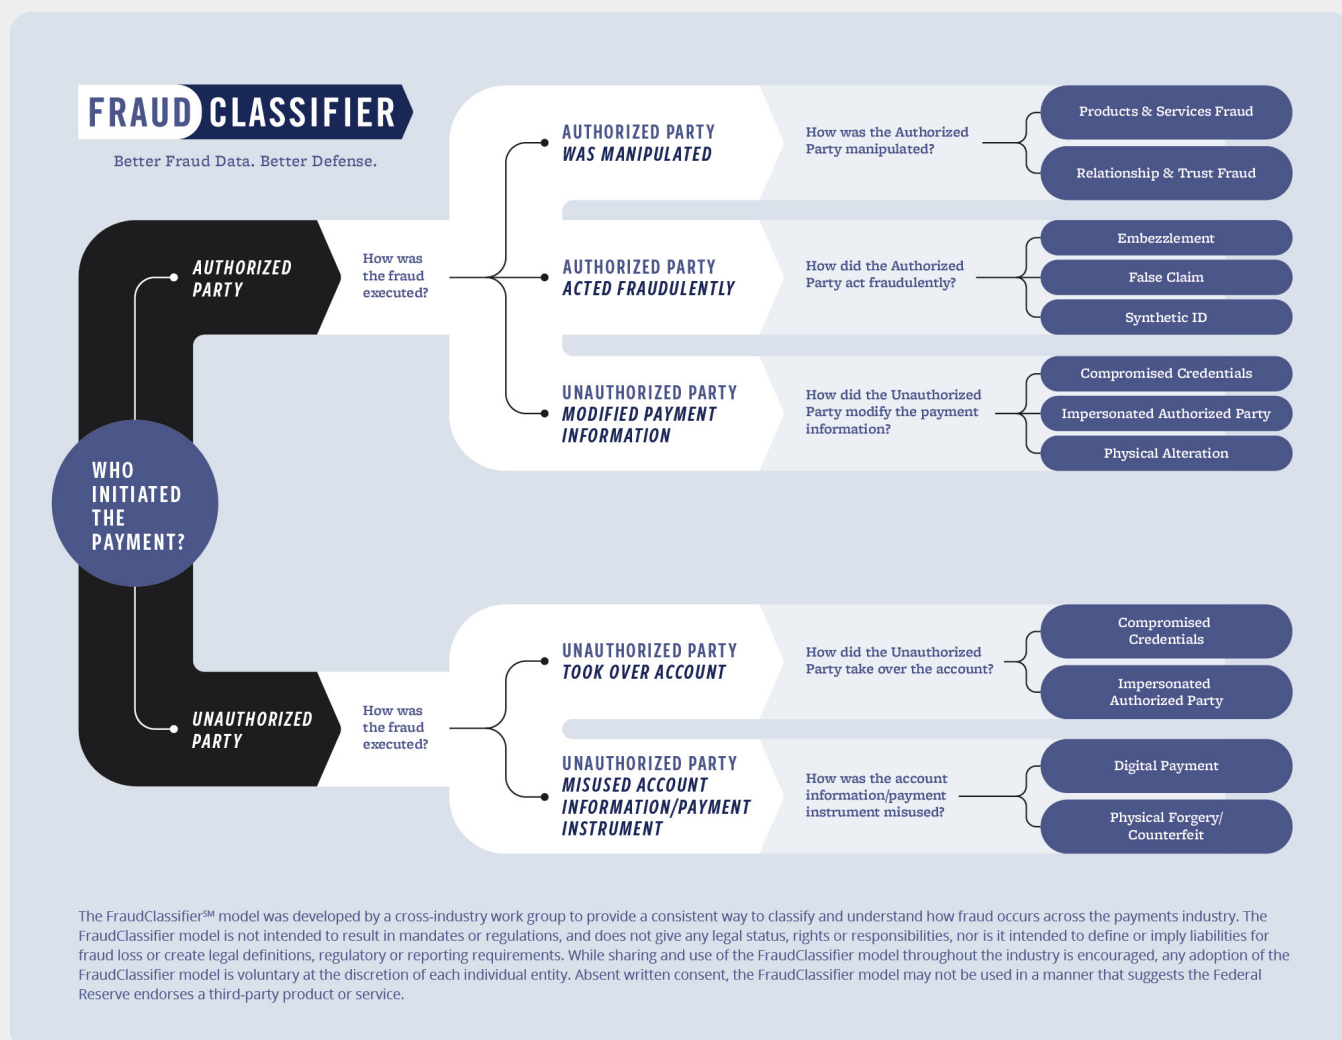 FRAUD CLASSIFIER
Better Fraud Data. Better Defense.
WHO
INITIATED
THE
PAYMENT?
AUTHORIZED
PARTY
How was
the fraud
executed?
AUTHORIZED PARTY
WAS MANIPULATED
How was the Authorized
Party manipulated?
Products & Services Fraud
Relationship & Trust Fraud
AUTHORIZED PARTY
ACTED FRAUDULENTLY
How did the Authorized
Party act fraudulently?
Embezzlement
False Claim
Synthetic ID
UNAUTHORIZED PARTY
MODIFIED PAYMENT
INFORMATION
How did the Unauthorized
Party modify the payment
information?
Compromised Credentials
Impersonated Authorized Party
Physical Alteration
UNAUTHORIZED
PARTY
How was
the fraud
executed?
UNAUTHORIZED PARTY
TOOK OVER ACCOUNT
How did the Unauthorized
Party take over the account?
Compromised
Credentials
Impersonated
Authorized Party
UNAUTHORIZED PARTY
MISUSED ACCOUNT
INFORMATION/PAYMENT
INSTRUMENT
How was the account
information/payment
instrument misused?
Digital Payment
Physical Forgery/
Counterfeit
The FraudClassifier℠ model was developed by a cross-industry work group to provide a consistent way to classify and understand how fraud occurs across the payments industry. The
FraudClassifier model is not intended to result in mandates or regulations, and does not give any legal status, rights or responsibilities, nor is it intended to define or imply liabilities for
fraud loss or create legal definitions, regulatory or reporting requirements. While sharing and use of the FraudClassifier model throughout the industry is encouraged, any adoption of the
FraudClassifier model is voluntary at the discretion of each individual entity. Absent written consent, the FraudClassifier model may not be used in a manner that suggests the Federal
Reserve endorses a third-party product or service.